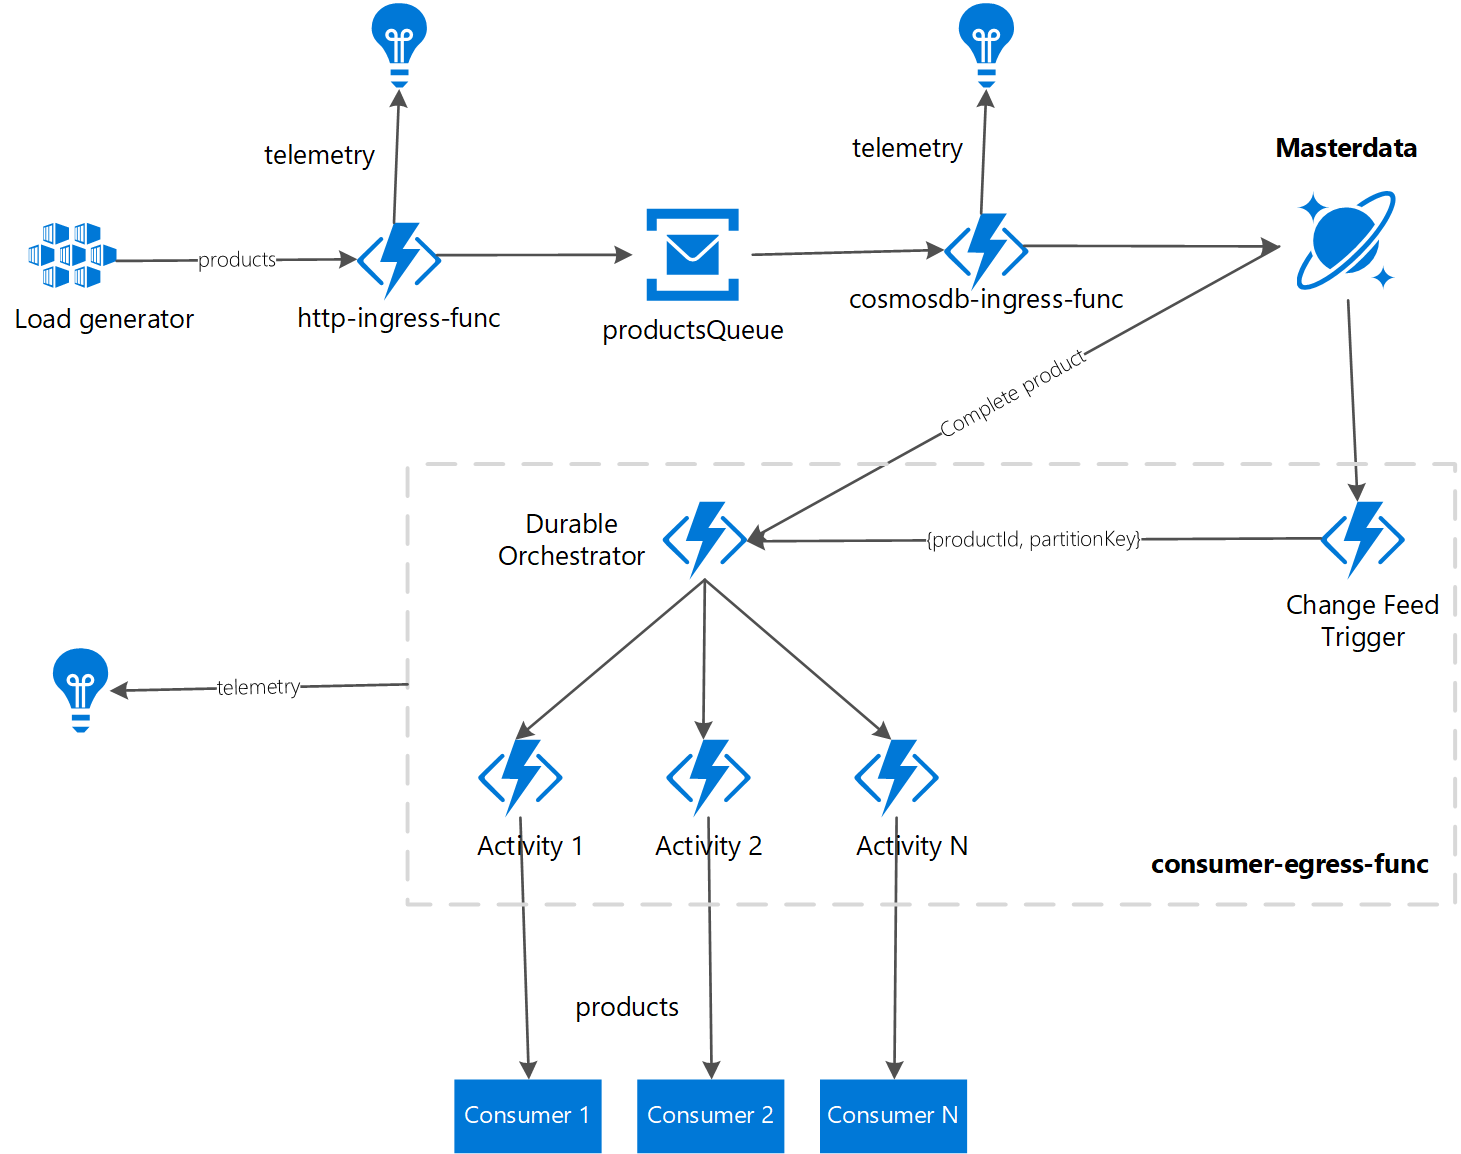 telemetry
telemetry
Masterdata
products
Load generator
http-ingress-func
productsQueue
cosmosdb-ingress-func
Complete product
Durable
Orchestrator
{productId, partitionKey}
Change Feed
Trigger
telemetry
Activity 1
Activity 2
Activity N
consumer-egress-func
products
Consumer 1
Consumer 2
Consumer N